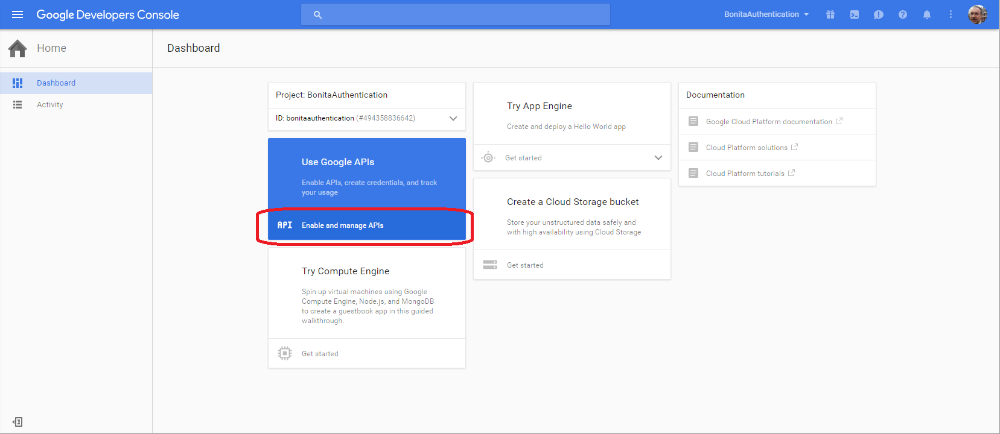 Google Developers Console
BonitaAuthentication
Home
Dashboard
Dashboard
Activity
Project: BonitaAuthentication
ID: bonitaauthentication (#494358836642)
Use Google APIs
Enable APIs, create credentials, and track
your usage
API Enable and manage APIs
Try Compute Engine
Spin up virtual machines using Google
Compute Engine, Node.js, and MongoDB
to create a guestbook app in this guided
walkthrough.
Get started
Try App Engine
Create and deploy a Hello World app
Get started
Create a Cloud Storage bucket
Store your unstructured data safely and
with high availability using Cloud Storage
Get started
Documentation
Google Cloud Platform documentation
Cloud Platform solutions
Cloud Platform tutorials